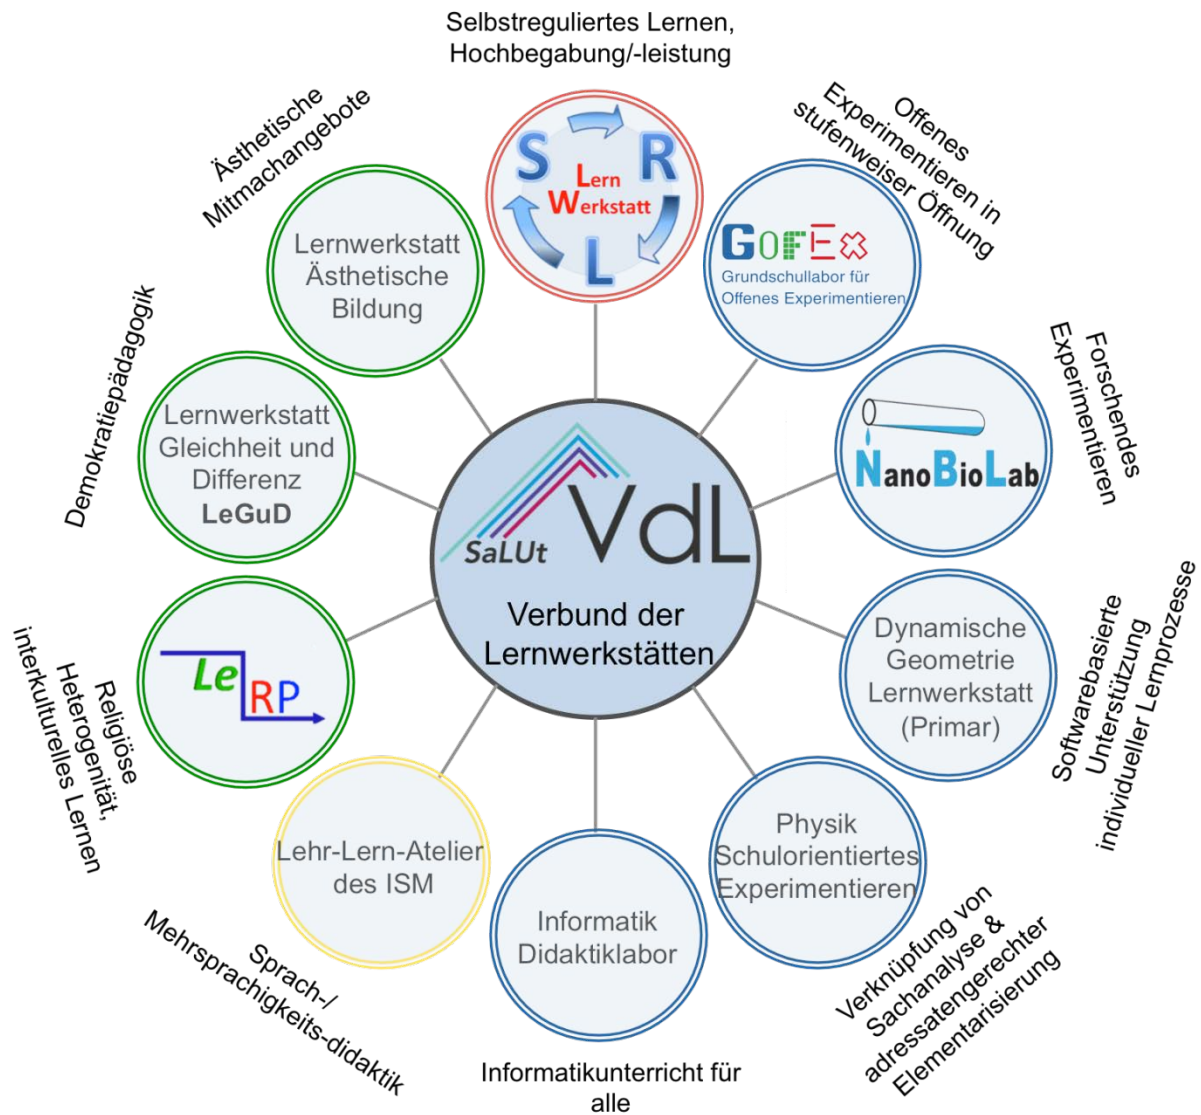 Selbstreguliertes Lernen,
Hochbegabung/-leistung
S R
Lern
Werkstatt
L
Offenes
Experimentieren in
stufenweiser Öffnung
GOFEX
Grundschullabor für
Offenes Experimentieren
Forschendes
Experimentieren
NanoBioLab
Softwarebasierte
Unterstützung
individueller Lernprozesse
Dynamische
Geometrie
Lernwerkstatt
(Primar)
Verknüpfung von
Sachanalyse &
adressatengerechter
Elementarisierung
Physik
Schulorientiertes
Experimentieren
Informatik
Didaktiklabor
Informatikunterricht für
alle
Lehr-Lern-Atelier
des ISM
Sprach-/
Mehrsprachigkeits-didaktik
Le
RP
Religiöse
Heterogenität,
interkulturelles Lernen
Lernwerkstatt
Gleichheit und
Differenz
LeGuD
Demokratiepädagogik
Lernwerkstatt
Ästhetische
Bildung
Ästhetische
Mitmachangebote
SaLUt VdL
Verbund der
Lernwerkstätten